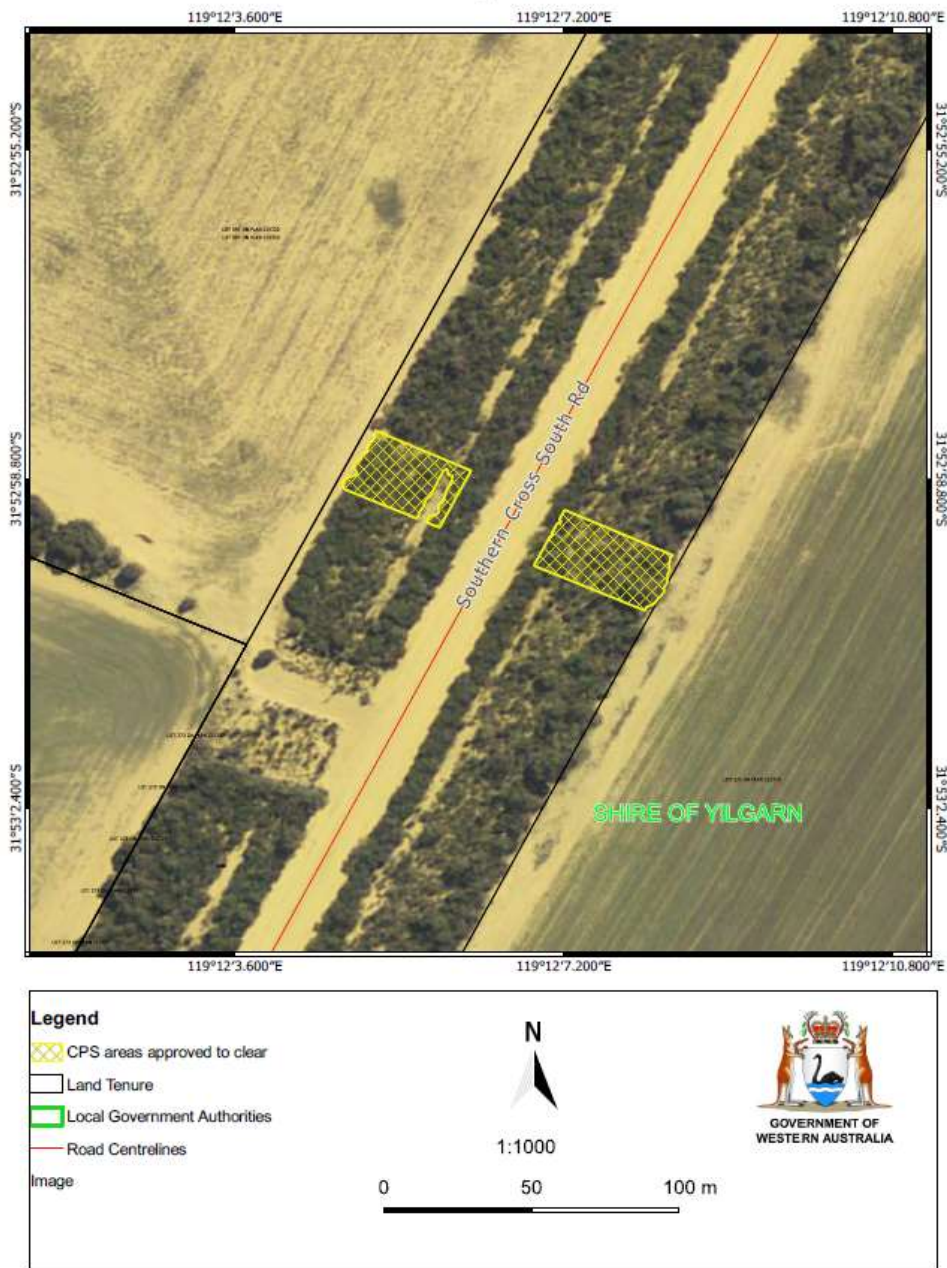 119°12'3.600"E 119°12'7.200"E 119°12'10.800"E
31°52'55.200"S
31°52'55.200"S
31°52'58.800"S
31°52'58.800"S
Southern Cross South Rd
31°53'2.400"S
31°53'2.400"S
SHIRE OF YILGARN
119°12'3.600"E 119°12'7.200"E 119°12'10.800"E
Legend
CPS areas approved to clear
Land Tenure
Local Government Authorities
Road Centrelines
Image
N
1:1000
0 50 100 m
GOVERNMENT OF
WESTERN AUSTRALIA